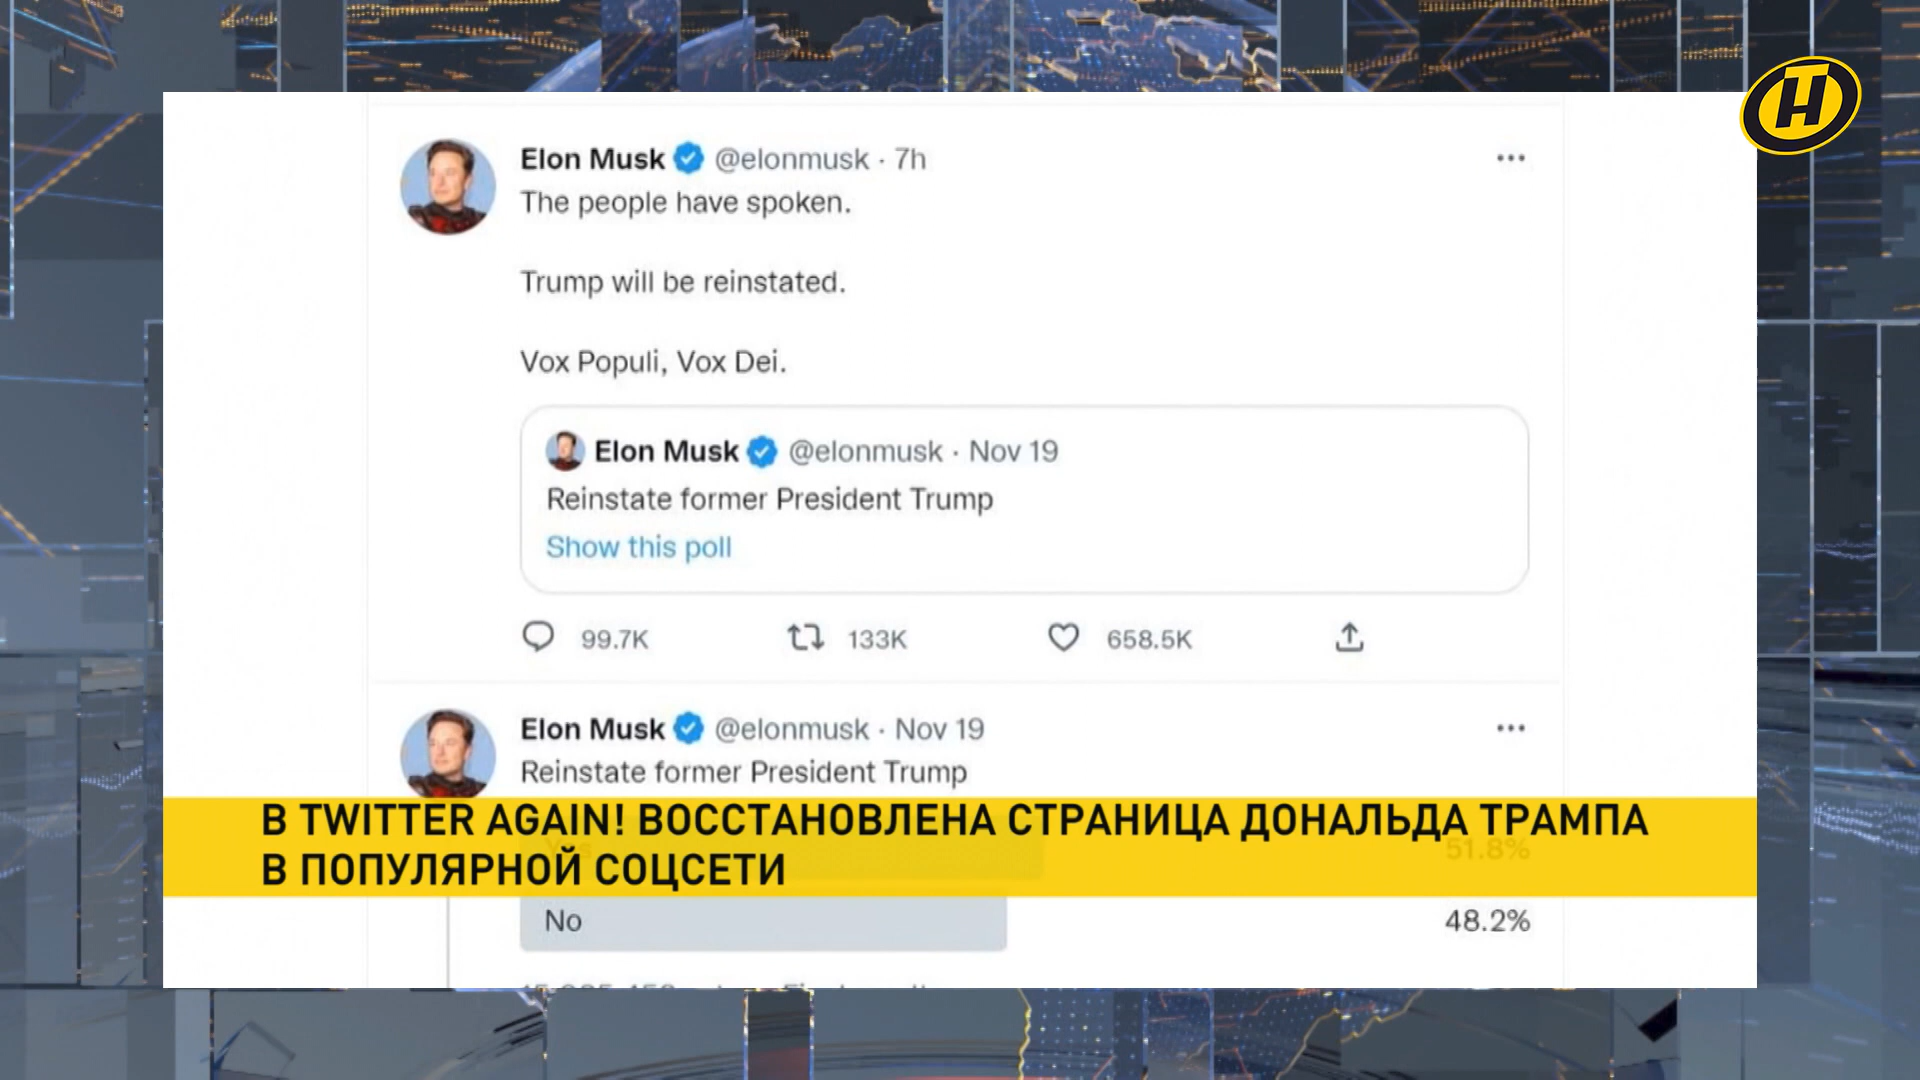 Elon Musk @elonmusk · 7h
The people have spoken.
Trump will be reinstated.
Vox Populi, Vox Dei.
Elon Musk @elonmusk · Nov 19
Reinstate former President Trump
Show this poll
99.7K 133K 658.5K
Elon Musk @elonmusk · Nov 19
Reinstate former President Trump
В TWITTER AGAIN! ВОССТАНОВЛЕНА СТРАНИЦА ДОНАЛЬДА ТРАМПА
В ПОПУЛЯРНОЙ СОЦСЕТИ
Yes 51.8%
No 48.2%